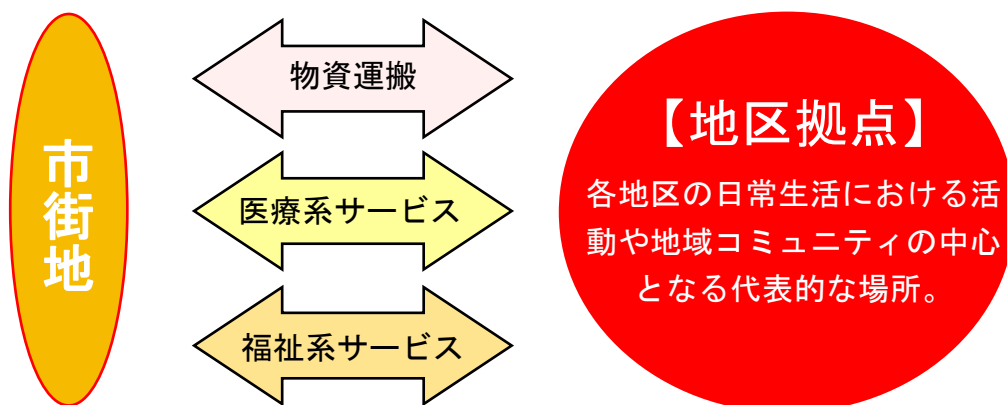 市街地
物資運搬
医療系サービス
福祉系サービス
【地区拠点】
各地区の日常生活における活
動や地域コミュニティの中心
となる代表的な場所。